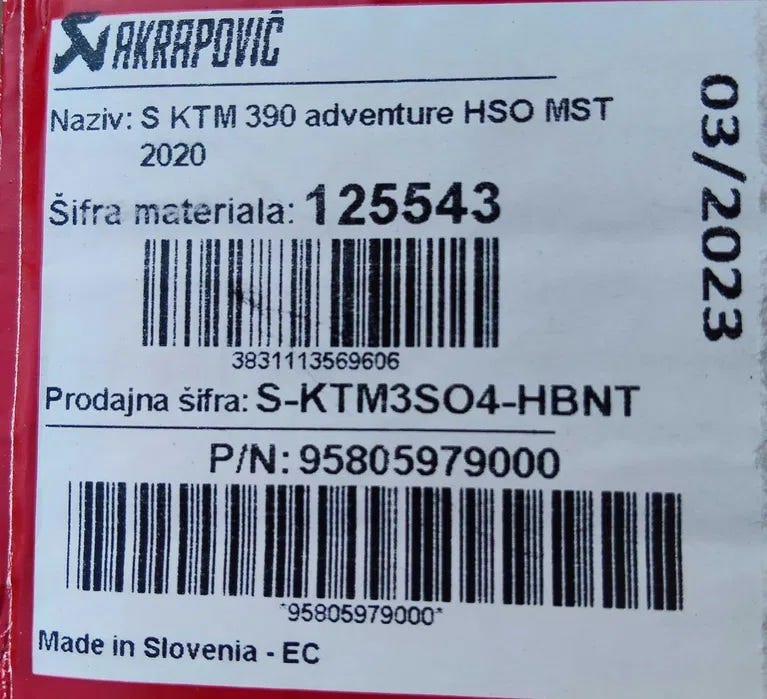 AKRAPOVIČ
Naziv: S KTM 390 adventure HSO MST
2020
Šifra materiala: 125543
3831113569606
Prodajna šifra: S-KTM3SO4-HBNT
P/N: 95805979000
*95805979000*
Made in Slovenia - EC
03/2023